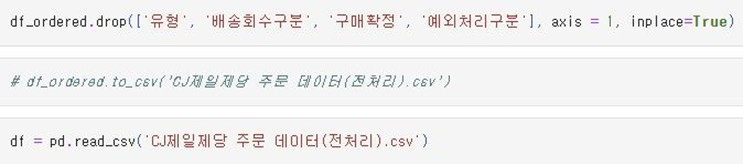 df_ordered.drop(['유형', '배송회수구분', '구매확정', '예외처리구분'], axis = 1, inplace=True)
# df_ordered.to_csv('CJ제일제당 주문 데이터(전처리).csv')
df = pd.read_csv('CJ제일제당 주문 데이터(전처리).csv')